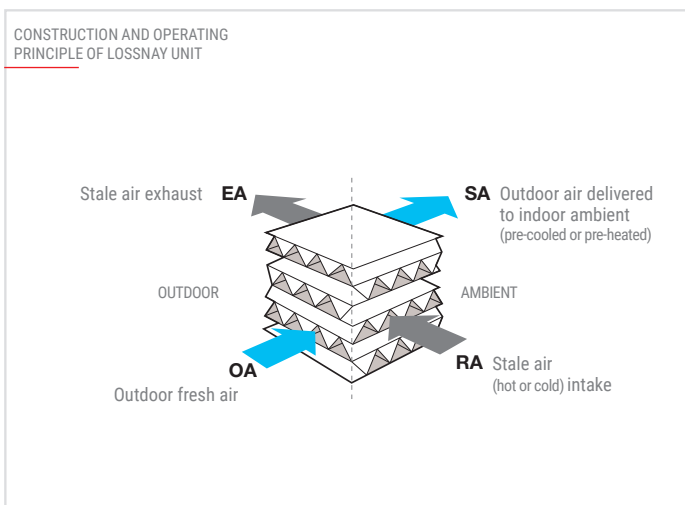 CONSTRUCTION AND OPERATING
PRINCIPLE OF LOSSNAY UNIT
Stale air exhaust EA
SA Outdoor air delivered
to indoor ambient
(pre-cooled or pre-heated)
OUTDOOR
AMBIENT
OA
Outdoor fresh air
RA Stale air
(hot or cold) intake